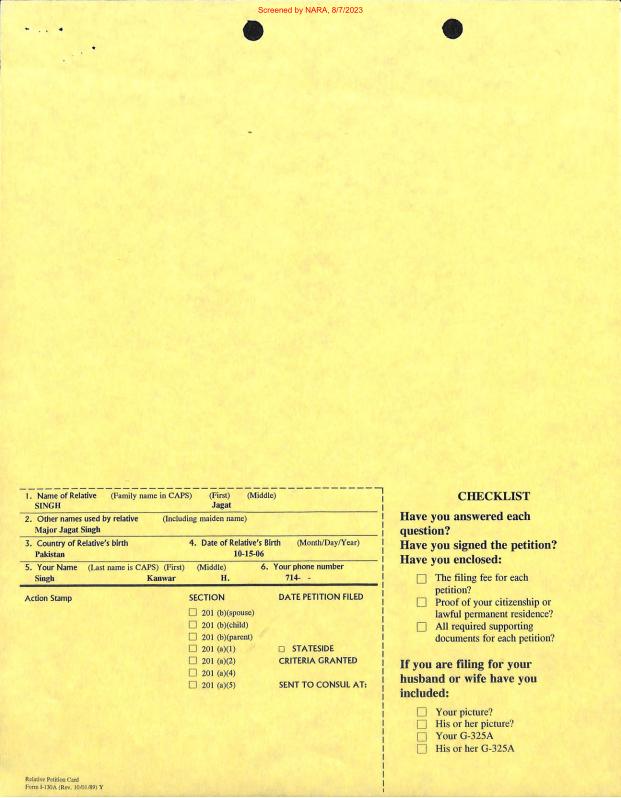 Screened by NARA, 8/7/2023
1. Name of Relative (Family name in CAPS) (First) (Middle)
SINGH Jagat
2. Other names used by relative (Including maiden name)
Major Jagat Singh
3. Country of Relative's birth 4. Date of Relative's Birth (Month/Day/Year)
Pakistan 10-15-06
5. Your Name (Last name is CAPS) (First) (Middle) 6. Your phone number
Singh Kanwar H. 714- -
Action Stamp SECTION DATE PETITION FILED
201 (b)(spouse)
201 (b)(child)
201 (b)(parent)
201 (a)(1) STATESIDE
201 (a)(2) CRITERIA GRANTED
201 (a)(4)
201 (a)(5) SENT TO CONSUL AT:
Relative Petition Card
Form I-130A (Rev. 10/01/89) Y
CHECKLIST
Have you answered each
question?
Have you signed the petition?
Have you enclosed:
The filing fee for each
petition?
Proof of your citizenship or
lawful permanent residence?
All required supporting
documents for each petition?
If you are filing for your
husband or wife have you
included:
Your picture?
His or her picture?
Your G-325A
His or her G-325A